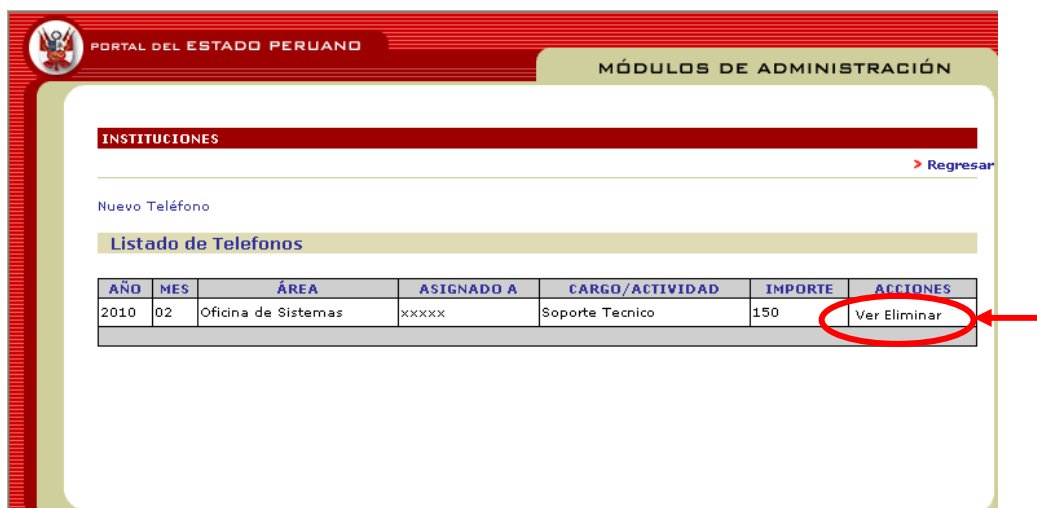 PORTAL DEL ESTADO PERUANO
MÓDULOS DE ADMINISTRACIÓN
INSTITUCIONES
> Regresar
Nuevo Teléfono
Listado de Telefonos
AÑO MES ÁREA ASIGNADO A CARGO/ACTIVIDAD IMPORTE ACCIONES
2010 02 Oficina de Sistemas xxxxx Soporte Tecnico 150 Ver Eliminar